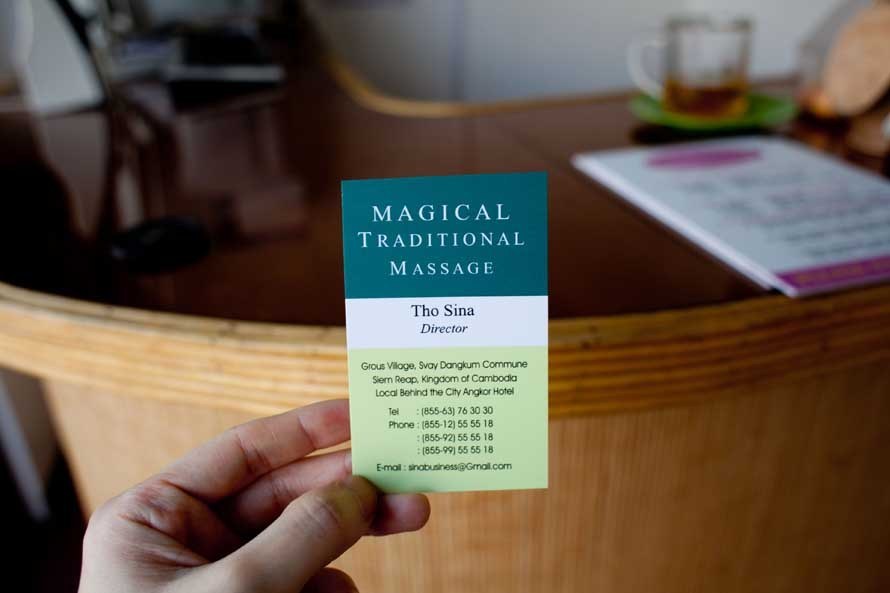 MAGICAL
TRADITIONAL
MASSAGE
Tho Sina
Director
Grous Village, Svay Dangkum Commune
Siem Reap, Kingdom of Cambodia
Local Behind the City Angkor Hotel
Tel : (855-63) 76 30 30
Phone : (855-12) 55 55 18
: (855-92) 55 55 18
: (855-99) 55 55 18
E-mail : sinabusiness@Gmail.com